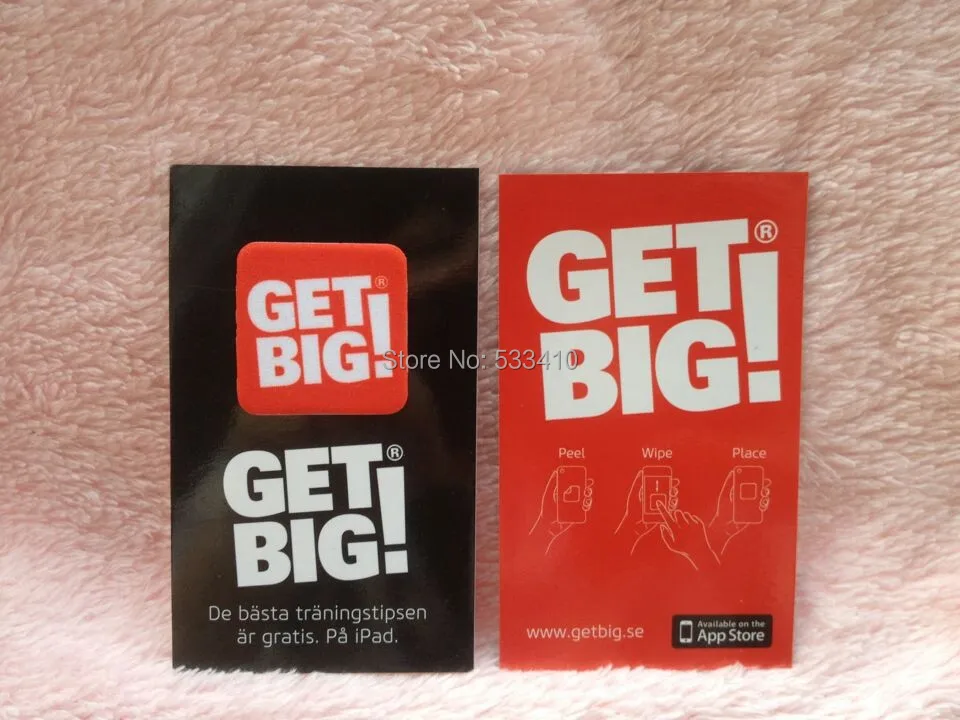 GET®
BIG!
GET®
BIG!
De bästa träningstipsen
är gratis. På iPad.
GET®
BIG!
Peel Wipe Place
www.getbig.se
Available on the
App Store
Store No: 533410